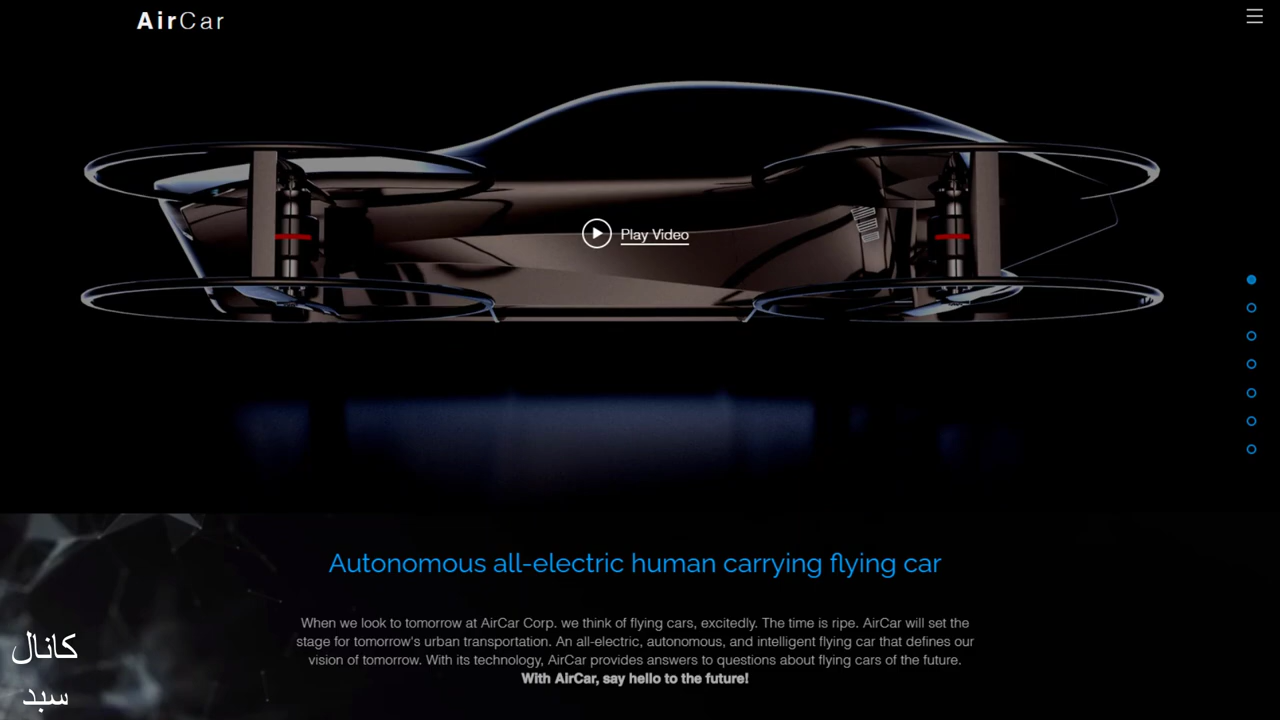 AirCar
Play Video
Autonomous all-electric human carrying flying car
When we look to tomorrow at AirCar Corp. we think of flying cars, excitedly. The time is ripe. AirCar will set the
stage for tomorrow's urban transportation. An all-electric, autonomous, and intelligent flying car that defines our
vision of tomorrow. With its technology, AirCar provides answers to questions about flying cars of the future.
With AirCar, say hello to the future!
کانال
سبد